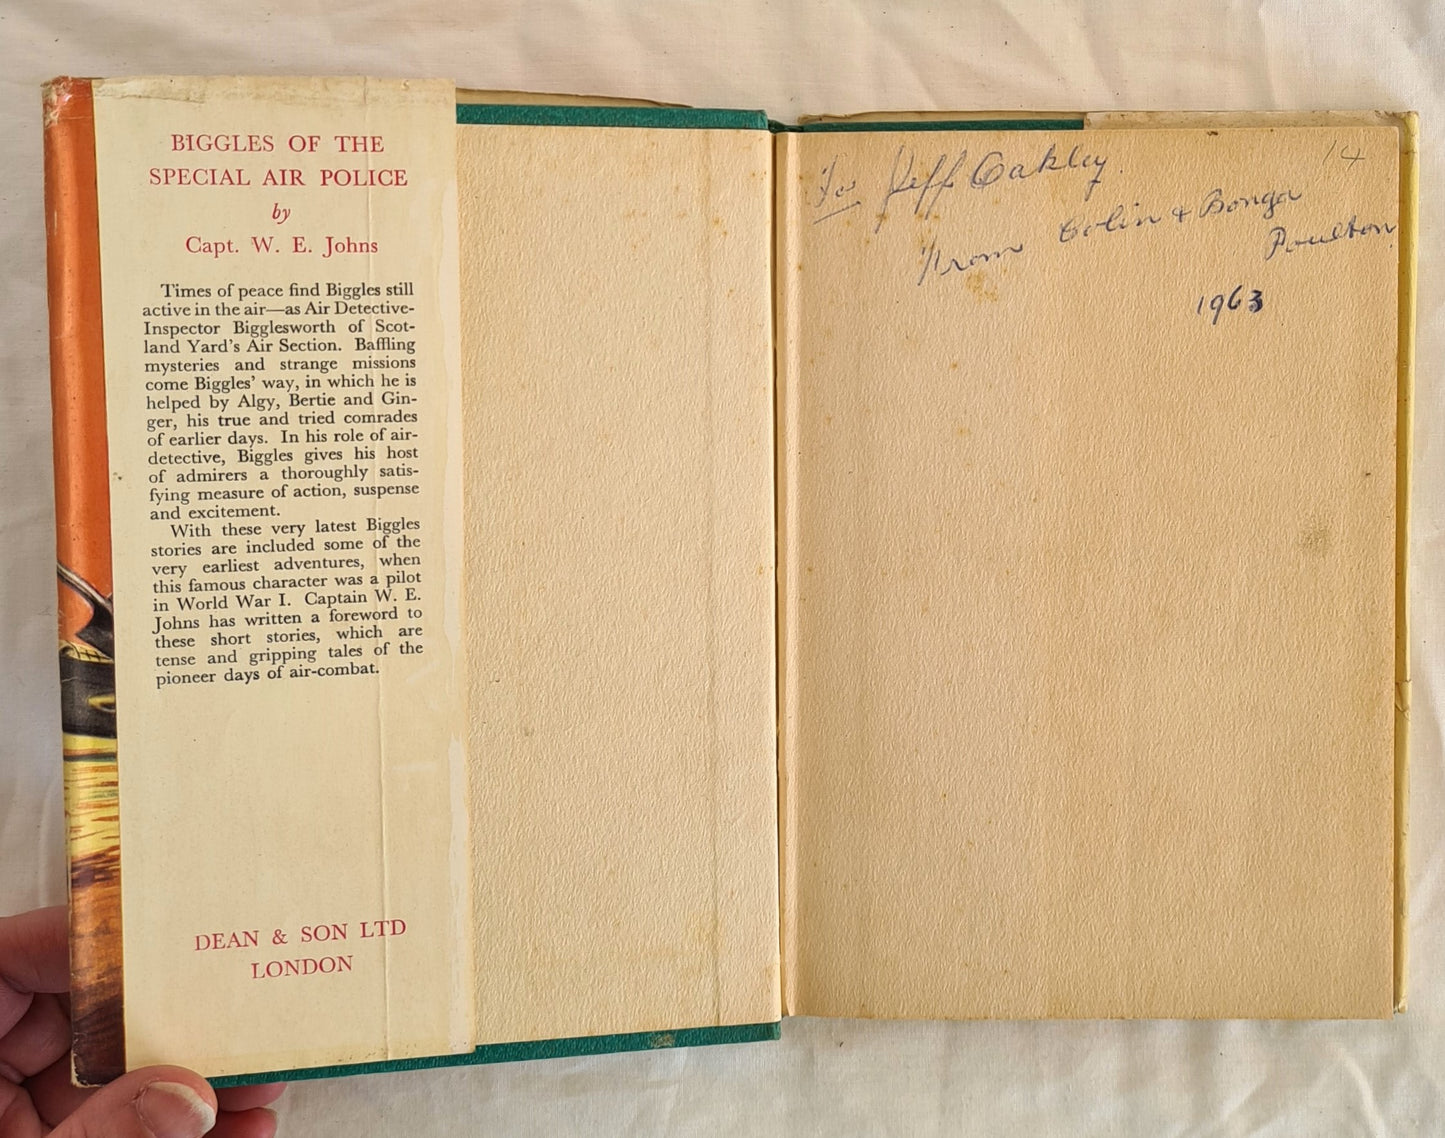 BIGGLES OF THE
SPECIAL AIR POLICE
by
Capt. W. E. Johns
Times of peace find Biggles still
active in the air—as Air Detective-
Inspector Bigglesworth of Scot-
land Yard's Air Section. Baffling
mysteries and strange missions
come Biggles' way, in which he is
helped by Algy, Bertie and Gin-
ger, his true and tried comrades
of earlier days. In his role of air-
detective, Biggles gives his host
of admirers a thoroughly satis-
fying measure of action, suspense
and excitement.
With these very latest Biggles
stories are included some of the
very earliest adventures, when
this famous character was a pilot
in World War I. Captain W. E.
Johns has written a foreword to
these short stories, which are
tense and gripping tales of the
pioneer days of air-combat.
DEAN & SON LTD
LONDON
14
To Jeff Oakley.
From Colin & Bonga
Poulton.
1963